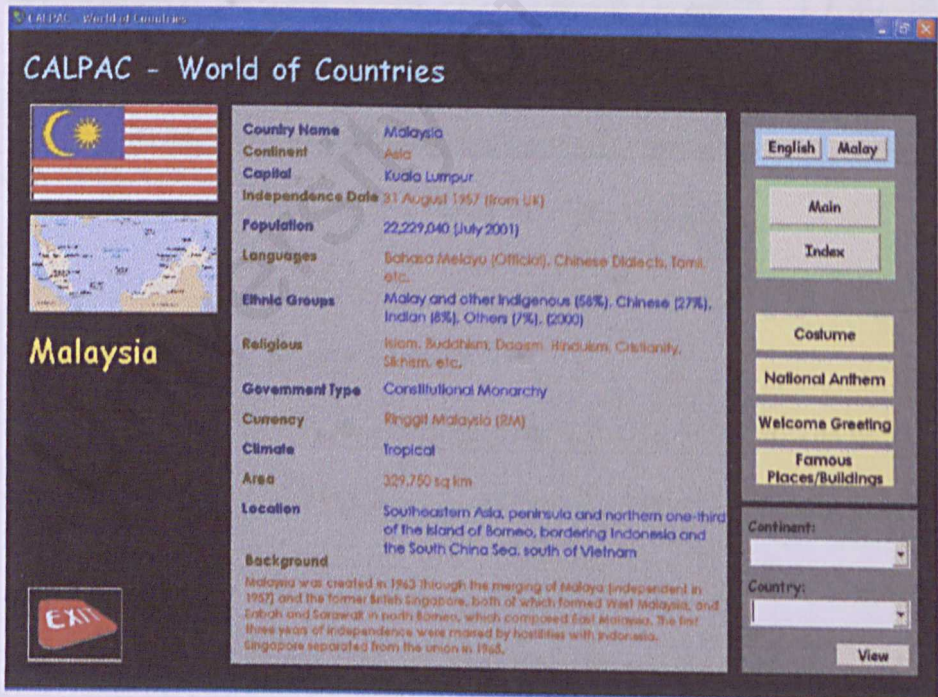 CALPAC - World of Countries
CALPAC - World of Countries
Malaysia
EXIT
Country Name Malaysia
Continent Asia
Capital Kuala Lumpur
Independence Date 31 August 1957 (from UK)
Population 22,229,040 (July 2001)
Languages Bahasa Melayu (Official), Chinese Dialects, Tamil,
etc.
Ethnic Groups Malay and other indigenous (58%), Chinese (27%),
Indian (8%), Others (7%), (2000)
Religious Islam, Buddhism, Daoism, Hinduism, Cristianity,
Sikhism, etc.
Government Type Constitutional Monarchy
Currency Ringgit Malaysia (RM)
Climate Tropical
Area 329,750 sq km
Location Southeastern Asia, peninsula and northern one-third
of the island of Borneo, bordering Indonesia and
the South China Sea, south of Vietnam
Background
Malaysia was created in 1963 through the merging of Malaya (independent in
1957) and the former British Singapore, both of which formed West Malaysia, and
Sabah and Sarawak in north Borneo, which composed East Malaysia. The first
three years of independence were marred by hostilities with Indonesia.
Singapore separated from the union in 1965.
English Malay
Main
Index
Costume
National Anthem
Welcome Greeting
Famous
Places/Buildings
Continent:
Country:
View